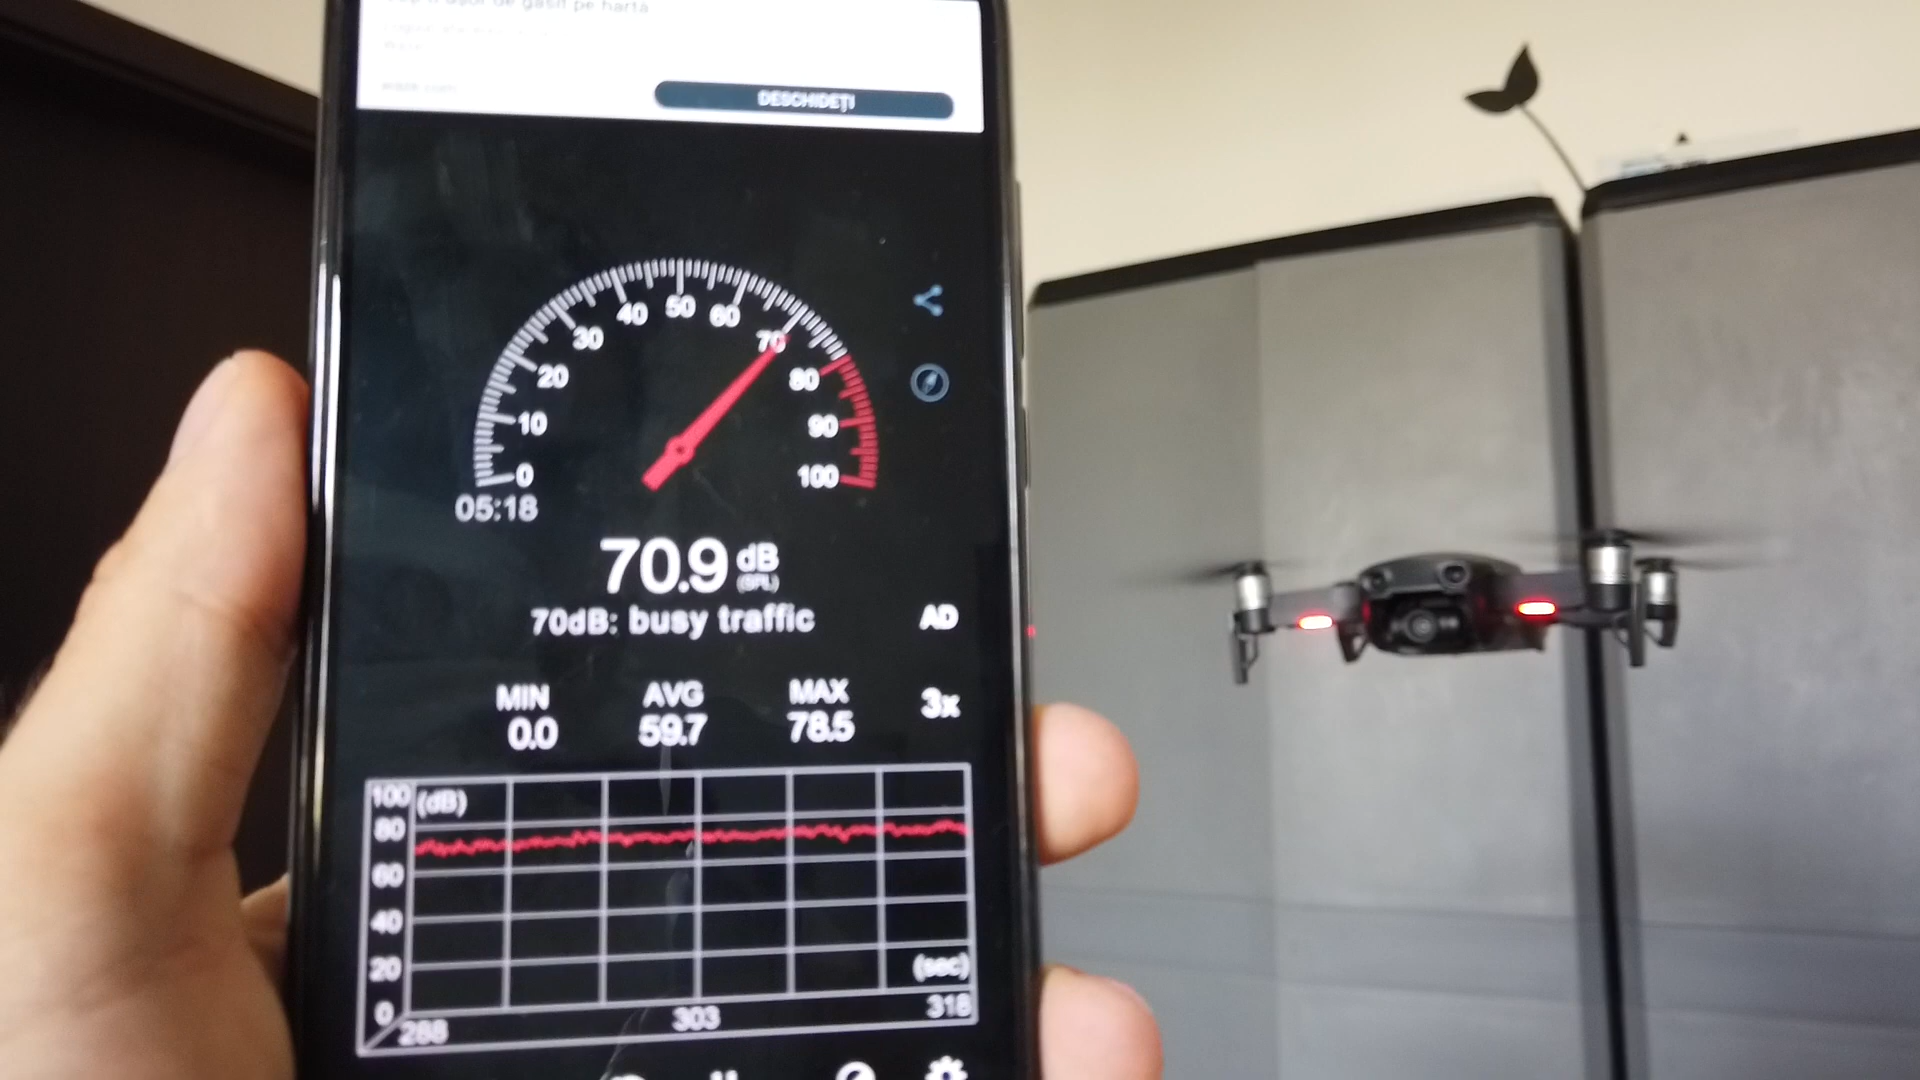 DESCHIDEȚI
0 10 20 30 40 50 60 70 80 90 100
05:18
70.9 dB
(SPL)
70dB: busy traffic
AD
MIN AVG MAX
0.0 59.7 78.5
3x
(dB)
100
80
60
40
20
0
(sec)
288 303 318